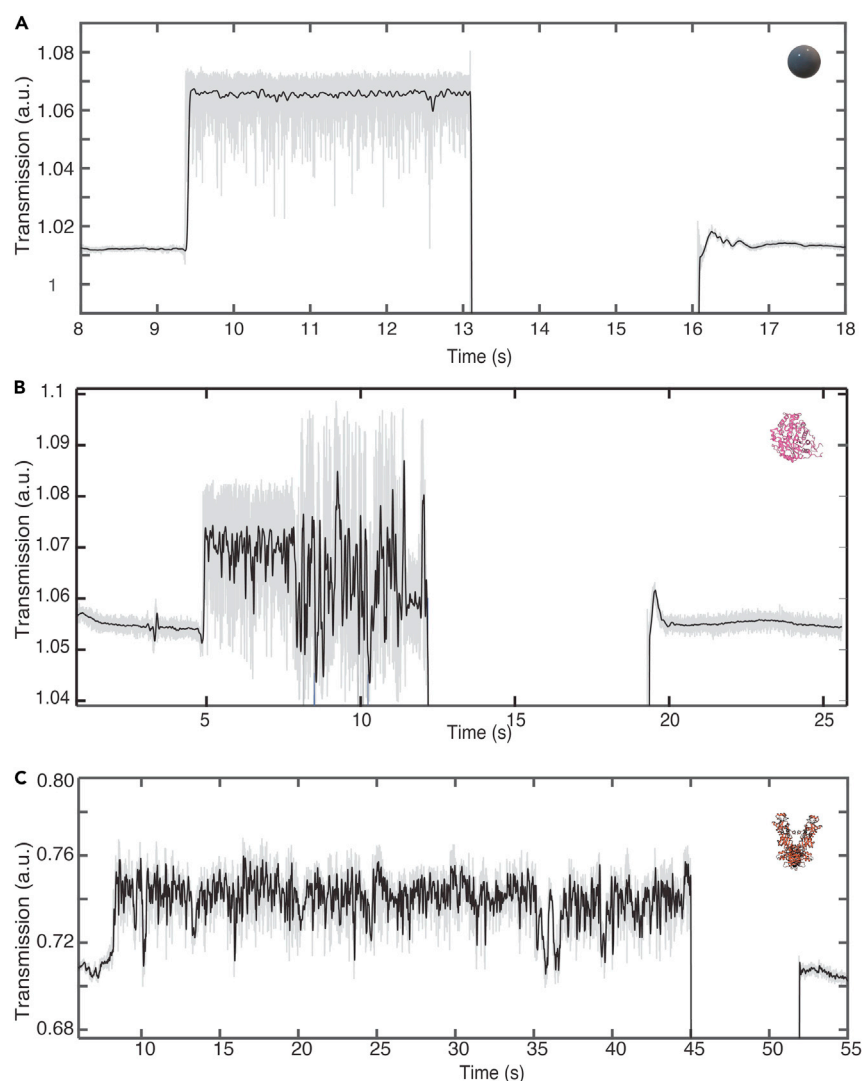 A
Transmission (a.u.)
1.08
1.06
1.04
1.02
1
8 9 10 11 12 13 14 15 16 17 18
Time (s)
B
Transmission (a.u.)
1.1
1.09
1.08
1.07
1.06
1.05
1.04
5 10 15 20 25
Time (s)
C
Transmission (a.u.)
0.80
0.76
0.72
0.68
10 15 20 25 30 35 40 45 50 55
Time (s)